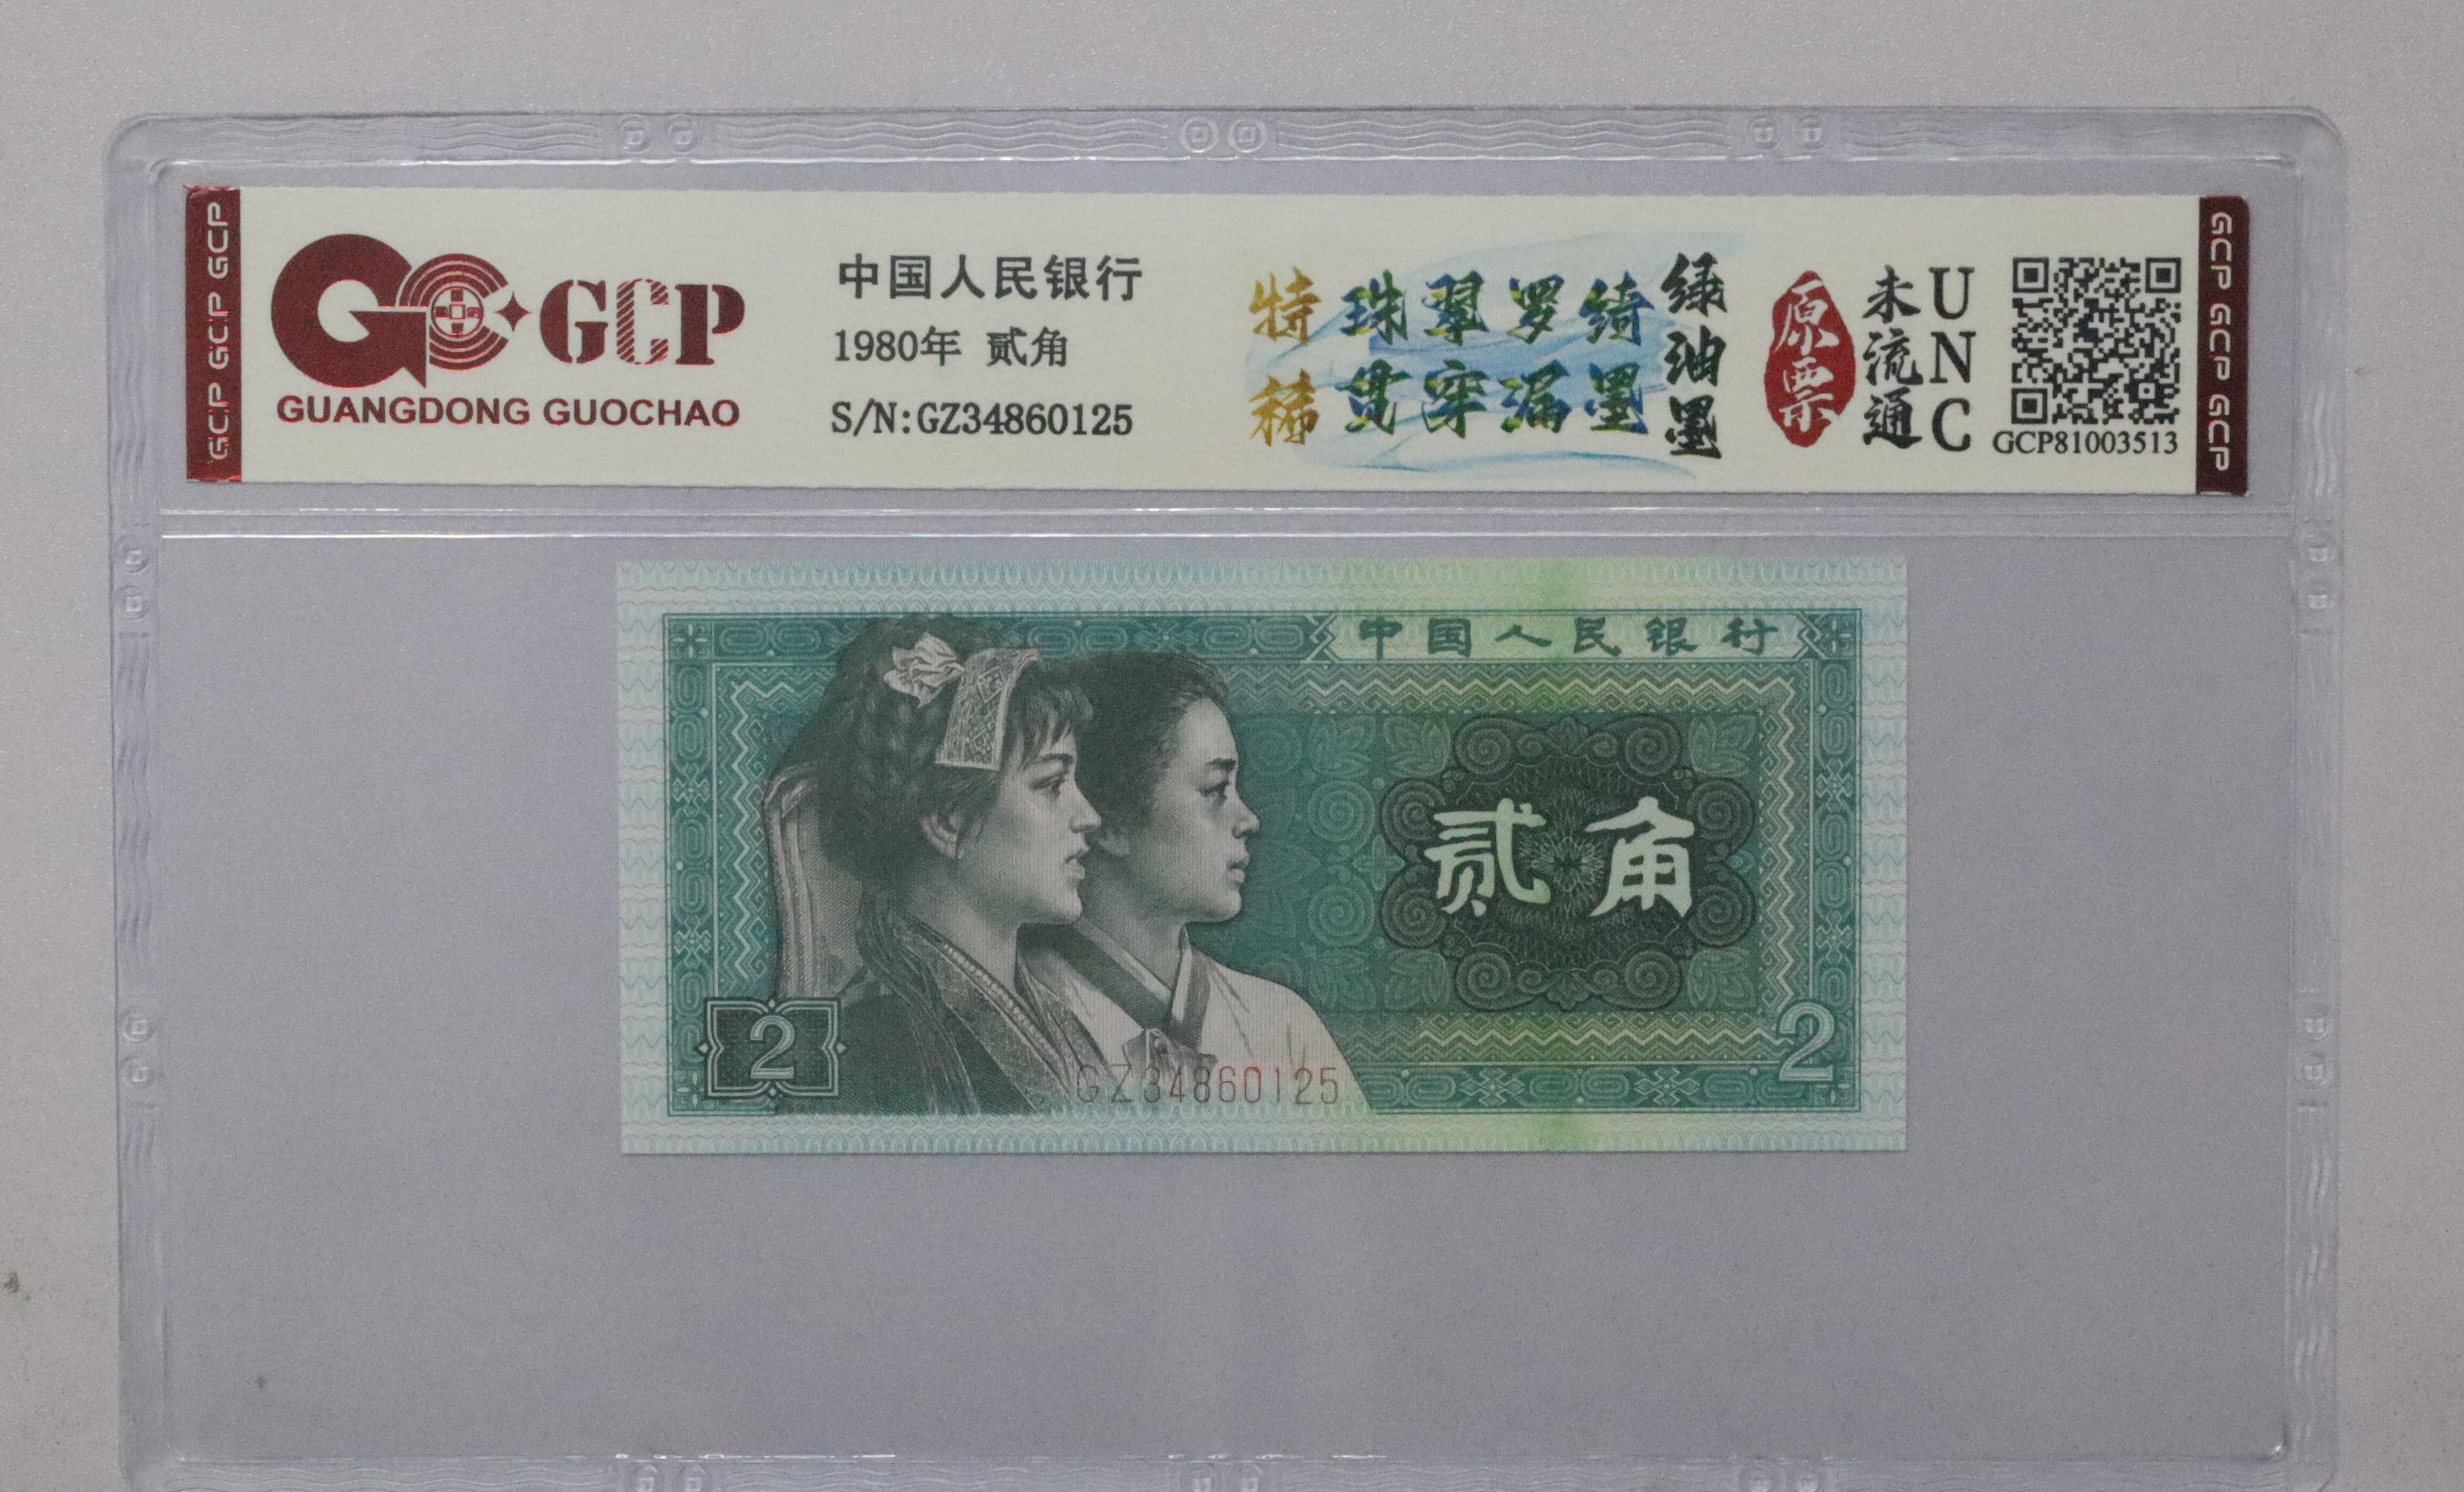 GCP GCP GCP
GCP
GUANGDONG GUOCHAO
中国人民银行
1980年 贰角
S/N:GZ34860125
特稀
珠翠罗绮
贯穿漏墨
绿油墨
原票
未流通
UNC
GCP81003513
GCP GCP GCP
中国人民银行
贰角
2
2
GZ34860125